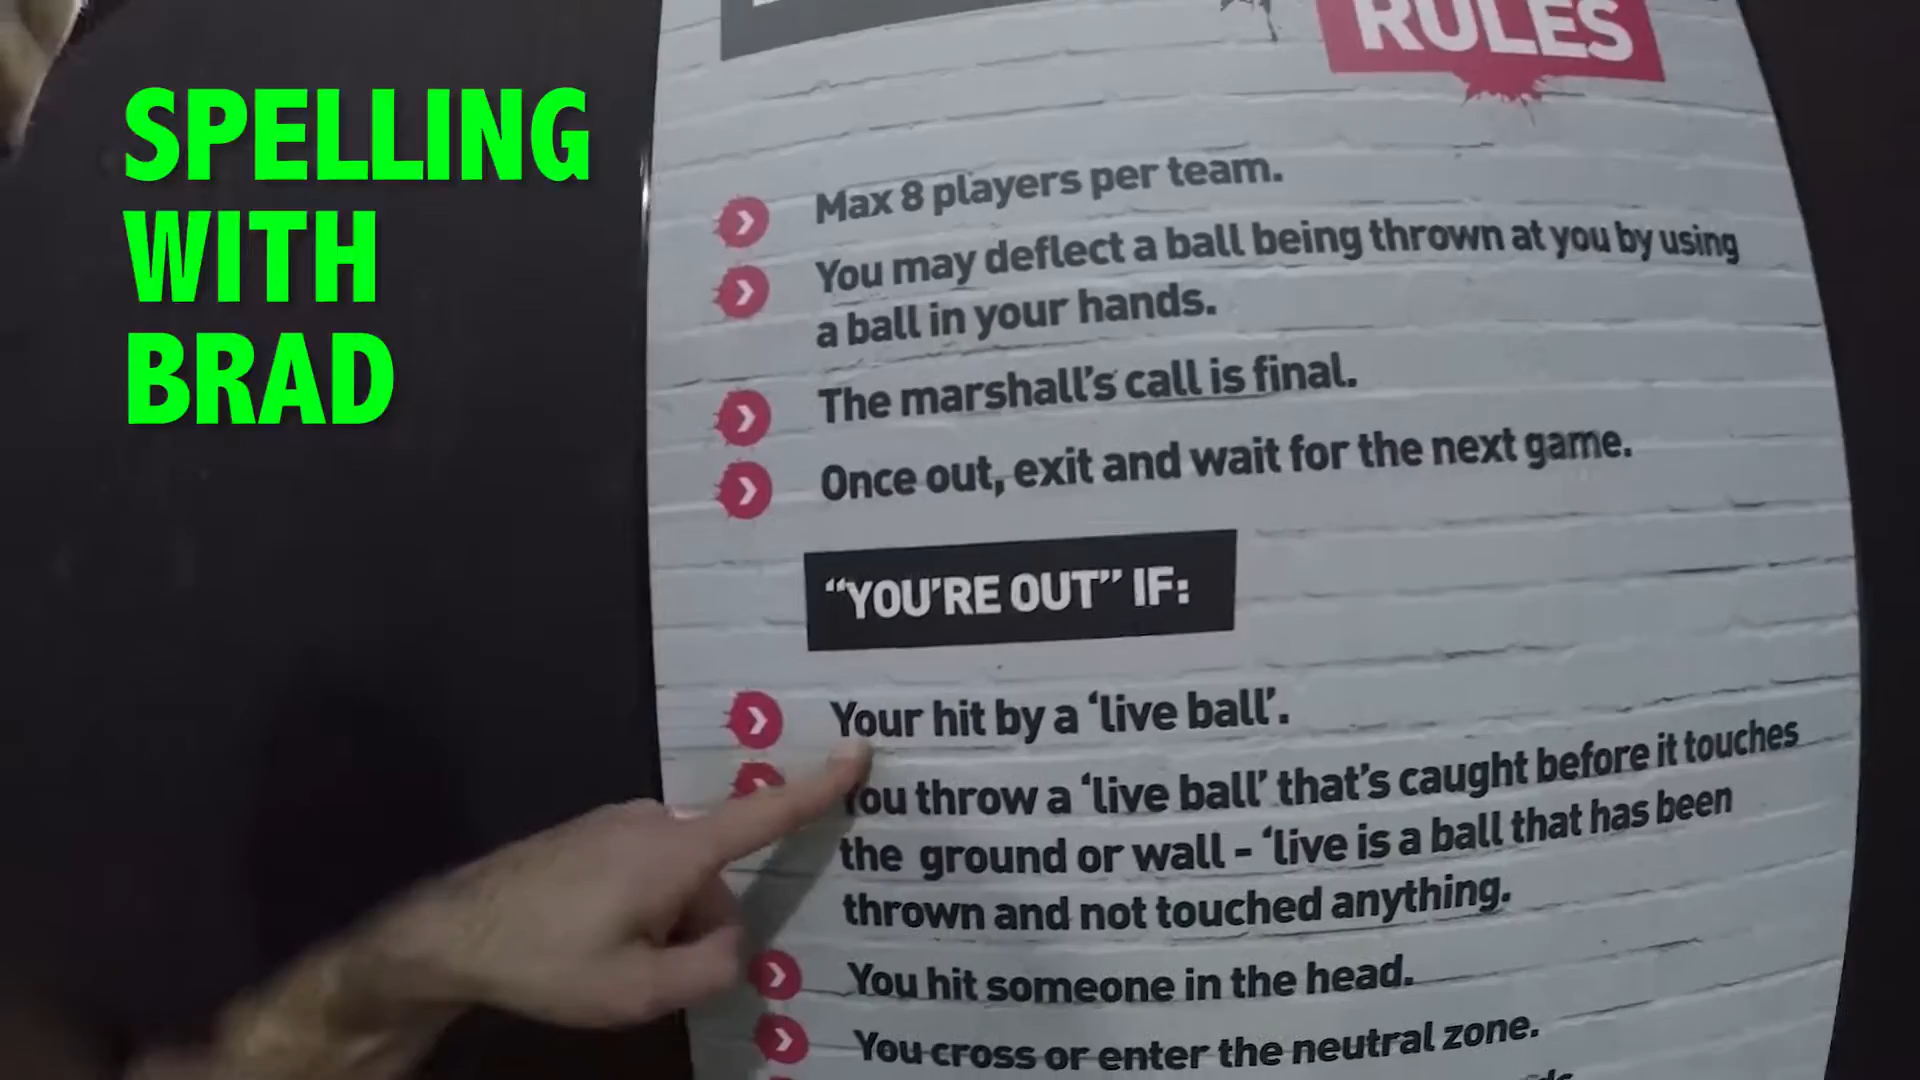 SPELLING
WITH
BRAD
RULES
Max 8 players per team.
You may deflect a ball being thrown at you by using
a ball in your hands.
The marshall’s call is final.
Once out, exit and wait for the next game.
“YOU’RE OUT” IF:
Your hit by a ‘live ball’.
You throw a ‘live ball’ that’s caught before it touches
the ground or wall - ‘live is a ball that has been
thrown and not touched anything.
You hit someone in the head.
You cross or enter the neutral zone.